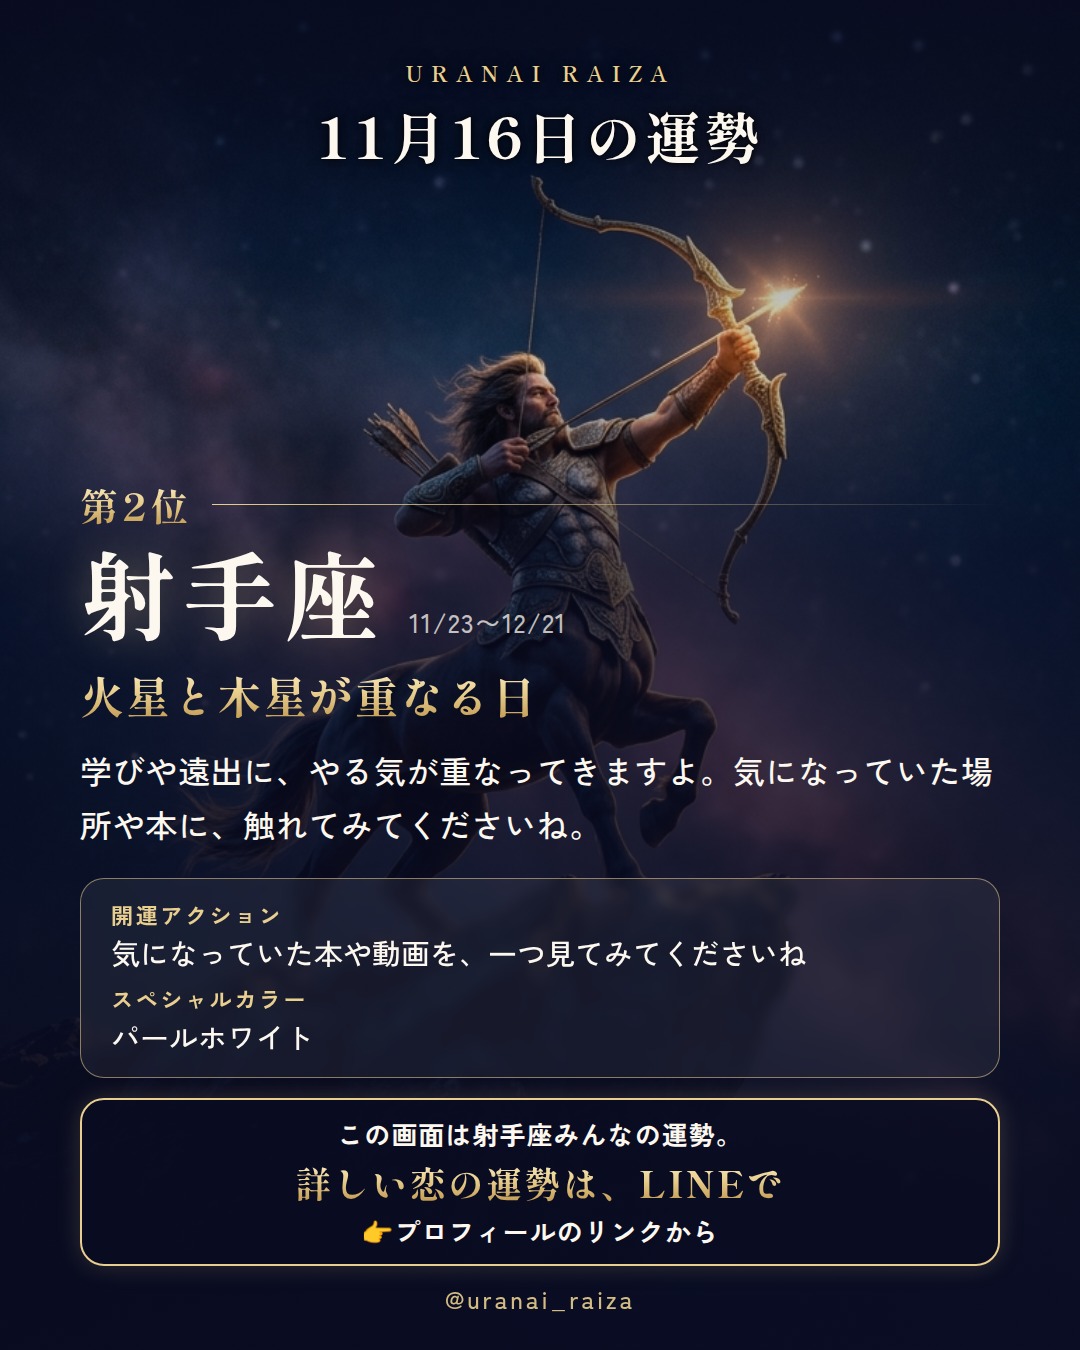 URANAI RAIZA
11月16日の運勢
第2位
射手座 11/23〜12/21
火星と木星が重なる日
学びや遠出に、やる気が重なってきますよ。気になっていた場
所や本に、触れてみてくださいね。
開運アクション
気になっていた本や動画を、一つ見てみてくださいね
スペシャルカラー
パールホワイト
この画面は射手座みんなの運勢。
詳しい恋の運勢は、LINEで
👉プロフィールのリンクから
@uranai_raiza